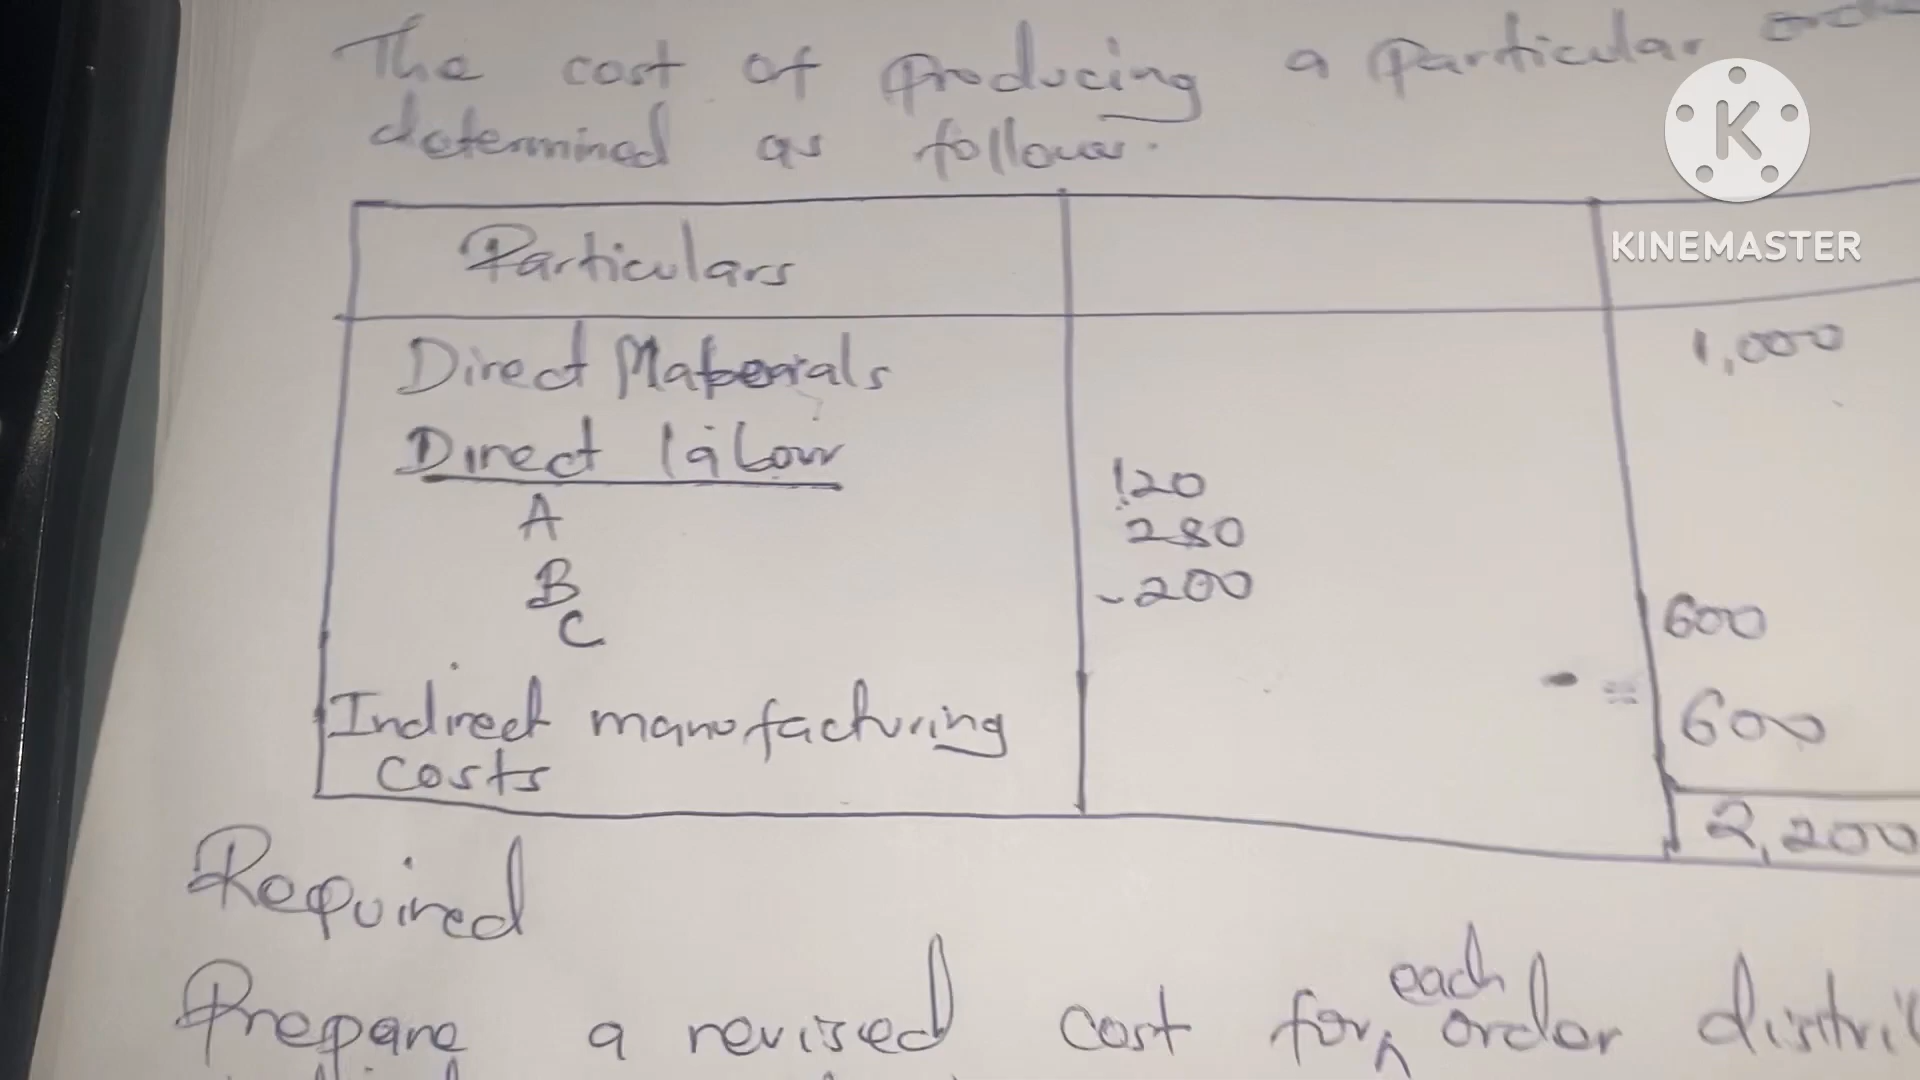 The cost of producing a particular
determined as follows.
K
KINEMASTER
Particulars
Direct Materials 1,000
Direct labour
A 120
B 280
C 200
600
Indirect manufacturing 600
costs
2,200
Required
Prepare a revised cost for each order